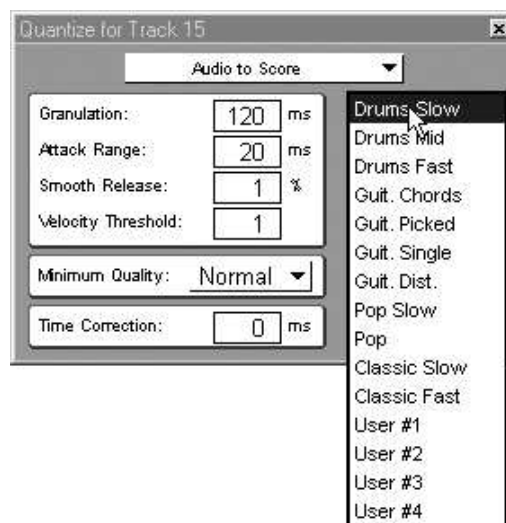 Quantize for Track 15
Audio to Score
Granulation: 120 ms
Attack Range: 20 ms
Smooth Release: 1 %
Velocity Threshold: 1
Minimum Quality: Normal
Time Correction: 0 ms
Drums Slow
Drums Mid
Drums Fast
Guit. Chords
Guit. Picked
Guit. Single
Guit. Dist.
Pop Slow
Pop
Classic Slow
Classic Fast
User #1
User #2
User #3
User #4